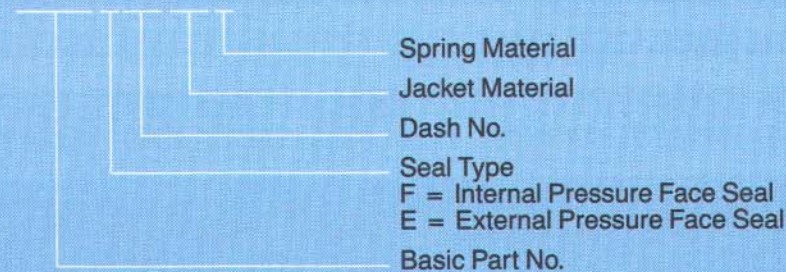 Spring Material
Jacket Material
Dash No.
Seal Type
F = Internal Pressure Face Seal
E = External Pressure Face Seal
Basic Part No.